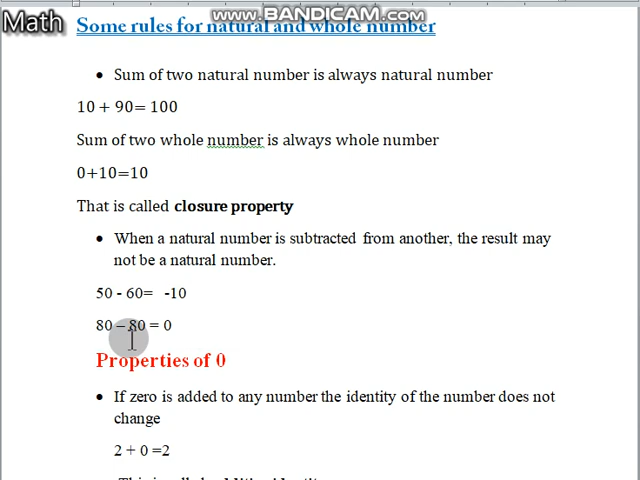 www.BANDICAM.com
Math
Some rules for natural and whole number
• Sum of two natural number is always natural number
10 + 90= 100
Sum of two whole number is always whole number
0+10=10
That is called closure property
• When a natural number is subtracted from another, the result may
not be a natural number.
50 - 60= -10
80 – 80 = 0
Properties of 0
• If zero is added to any number the identity of the number does not
change
2 + 0 =2